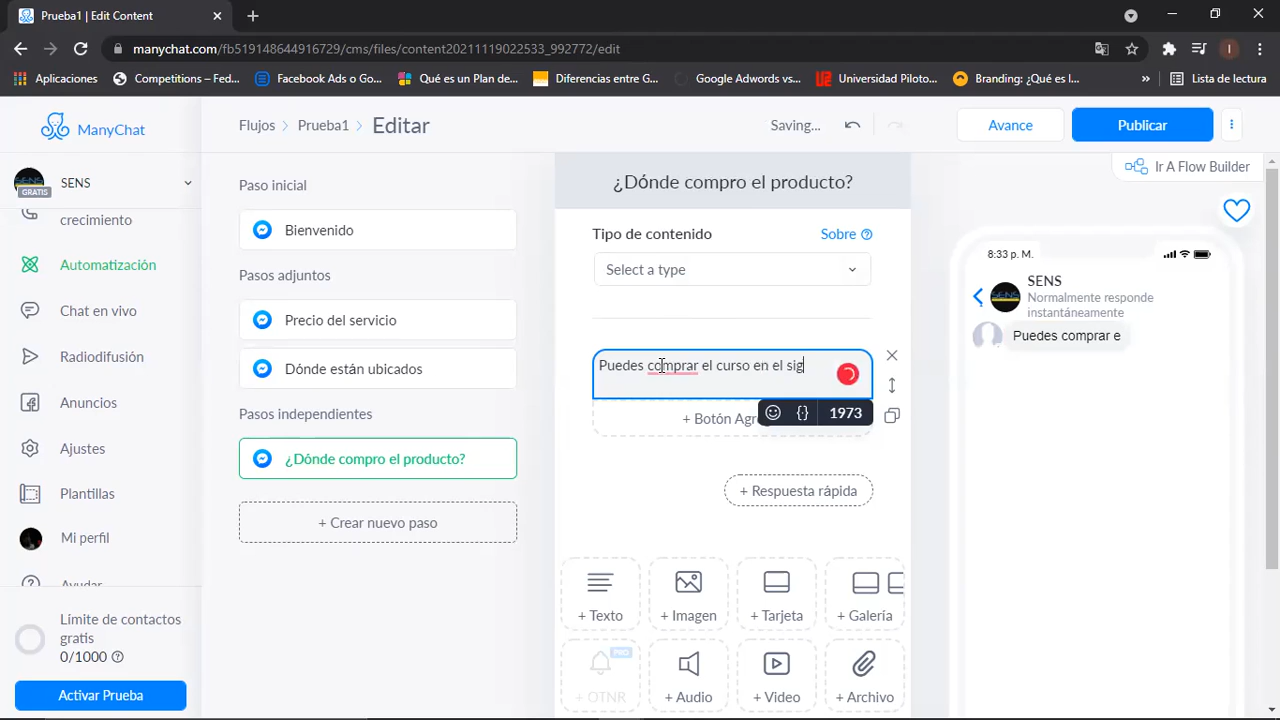 Prueba1 | Edit Content
manychat.com/fb519148644916729/cms/files/content20211119022533_992772/edit
I
Aplicaciones
Competitions – Fed...
Facebook Ads o Go...
Qué es un Plan de...
Diferencias entre G...
Google Adwords vs...
Universidad Piloto...
Branding: ¿Qué es l...
»
Lista de lectura
ManyChat
Flujos
Prueba1
Editar
Saving...
Avance
Publicar
SENS
GRATIS
crecimiento
Automatización
Chat en vivo
Radiodifusión
Anuncios
Ajustes
Plantillas
Mi perfil
Ayudar
Límite de contactos
gratis
0/1000
Activar Prueba
Paso inicial
Bienvenido
Pasos adjuntos
Precio del servicio
Dónde están ubicados
Pasos independientes
¿Dónde compro el producto?
+ Crear nuevo paso
¿Dónde compro el producto?
Tipo de contenido
Sobre
Select a type
Puedes comprar el curso en el sig
+ Botón Agre
1973
+ Respuesta rápida
+ Texto
+ Imagen
+ Tarjeta
+ Galería
PRO
+ OTNR
+ Audio
+ Video
+ Archivo
Ir A Flow Builder
8:33 p. M.
SENS
Normalmente responde
instantáneamente
Puedes comprar e